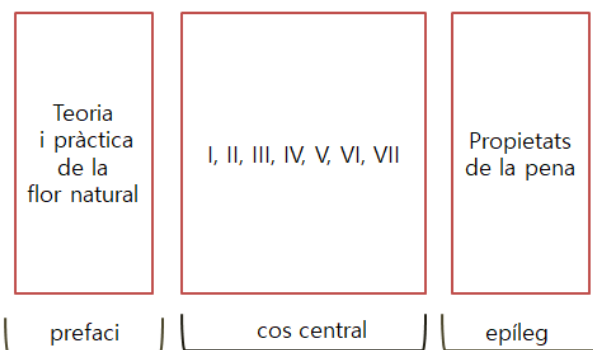 Teoria
i pràctica
de la
flor natural
I, II, III, IV, V, VI, VII
Propietats
de la pena
prefaci
cos central
epíleg